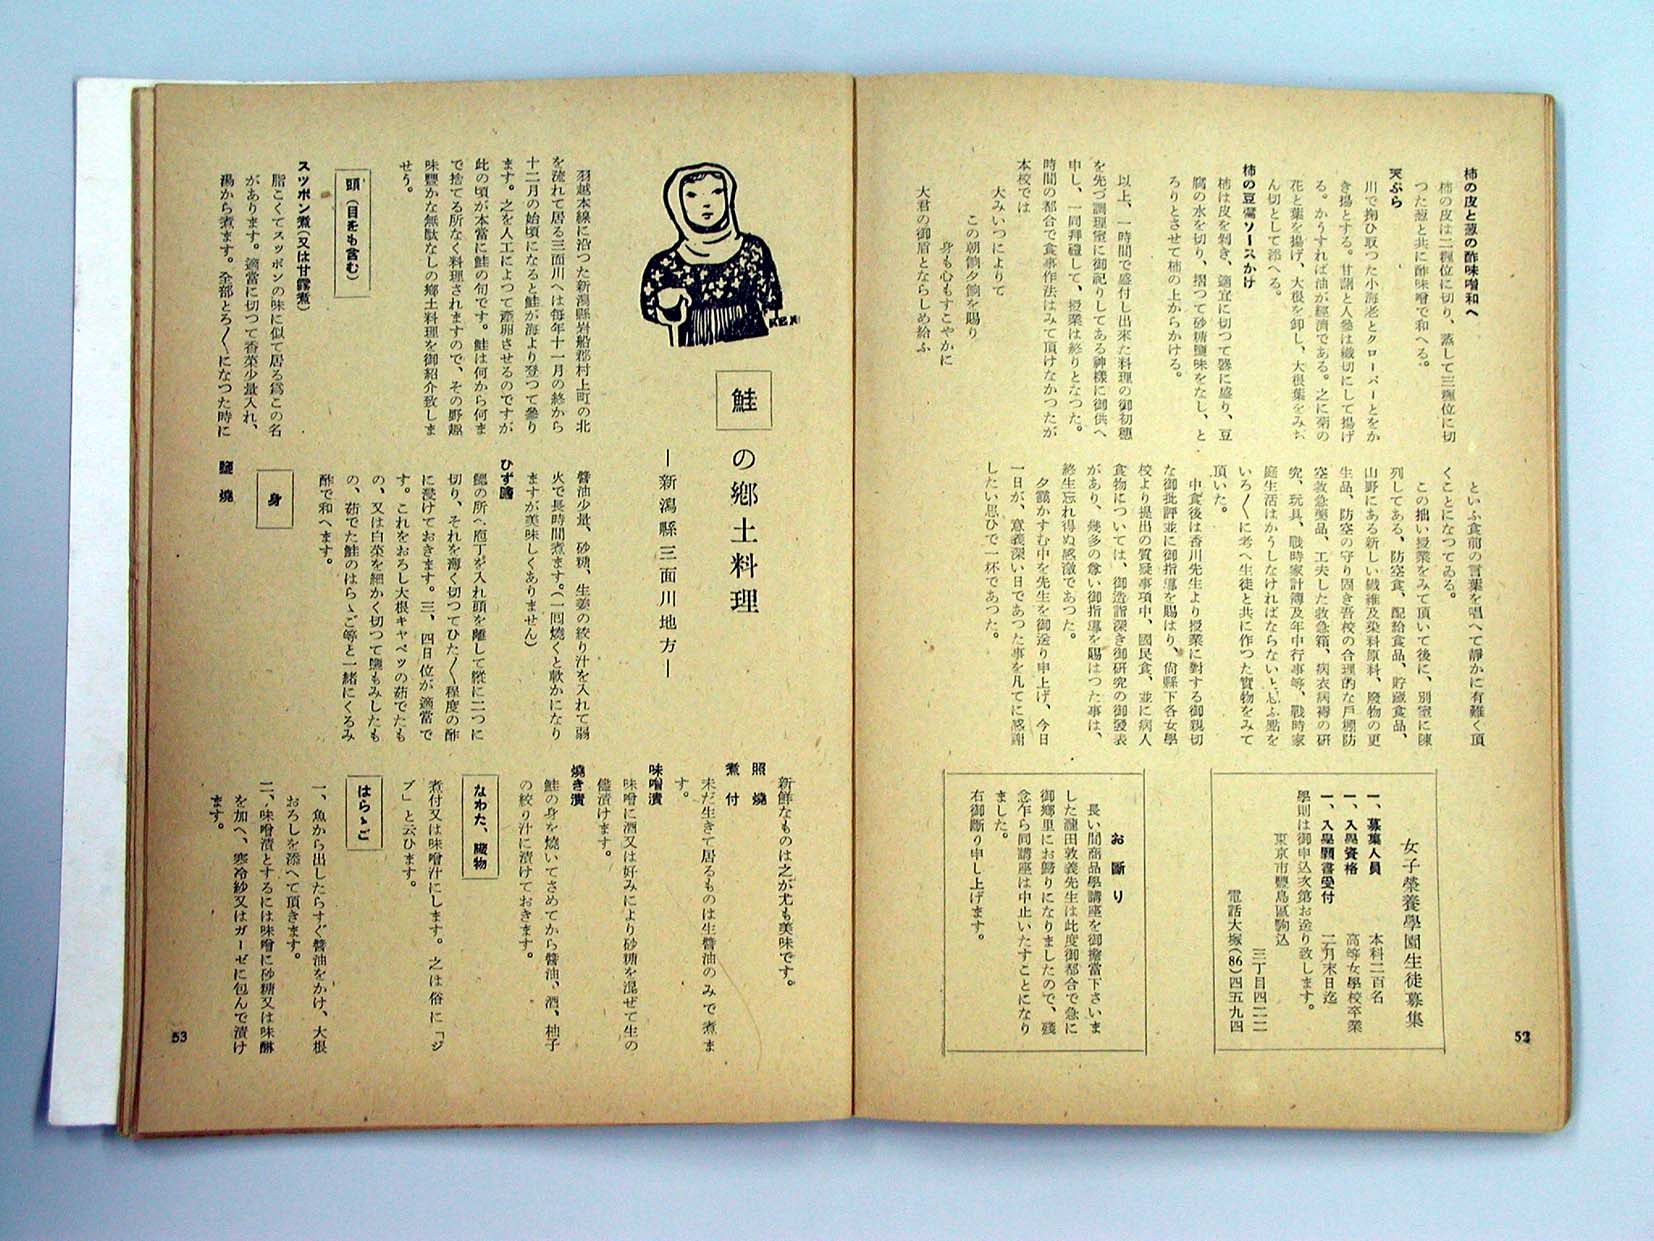 柿の皮と葱の酢味噌和へ
柿の皮は二糎位に切り、蒸して三糎位に切
つた葱と共に酢味噌で和へる。
天ぷら
川で掬ひ取つた小海老とクローバーとをか
き揚とする。甘藷と人參は纖切にして揚げ
る。かうすれば油が經濟である。之に菊の
花と葉を揚げ、大根を卸し、大根葉をみぢ
ん切として添へる。
柿の豆腐ソースかけ
柿は皮を剝き、適宜に切つて器に盛り、豆
腐の水を切り、摺つて砂糖鹽味をなし、と
ろりとさせて柿の上からかける。
以上、一時間で盛付し出來た料理の御初穗
を先づ調理室に御祀りしてある神樣に御供へ
申し、一同拜禮して、授業は終りとなつた。
時間の都合で食事作法はみて頂けなかつたが
本校では
大みいつによりて
この朝餉夕餉を賜り
身も心もすこやかに
大君の御盾とならしめ給ふ
といふ食前の言葉を唱へて靜かに有難く頂
くことになつてゐる。
この拙い授業をみて頂いて後に、別室に陳
列してある、防空食、配給食品、貯藏食品、
山野にある新しい纖維及染料原料、廢物の更
生品、防空の守り固き吾校の合理的な戸棚防
空救急藥品、工夫した救急箱、病衣病褥の研
究、玩具、戰時家計簿及年中行事等、戰時家
庭生活はかうしなければならないと思ふ點を
いろ〱に考へ生徒と共に作つた實物をみて
頂いた。
中食後は香川先生より授業に對する御親切
な御批評並に御指導を賜はり、尙縣下各女學
校より提出の質疑事項中、國民食、並に病人
食物については、御造詣深き御研究の御發表
があり、幾多の尊い御指導を賜はつた事は、
終生忘れ得ぬ感激であつた。
夕靄かすむ中を先生を御送り申上げ、今日
一日が、意義深い日であつた事を凡てに感謝
したい思ひで一杯であつた。
女子榮養學園生徒募集
一、募集人員 本科二百名
一、入學資格 高等女學校卒業
一、入學願書受付 二月末日迄
學則は御申込次第お送り致します。
東京市豐島區駒込
三丁目四一二
電話大塚(86)四五九四
お斷り
長い間商品學講座を御擔當下さいま
した瀧田敦義先生は此度御都合で急に
御鄕里にお歸りになりましたので、殘
念乍ら同講座は中止いたすことになり
ました。
右御斷り申し上げます。
52
KEN
鮭の鄕土料理
―新潟縣三面川地方―
羽越本線に沿つた新潟縣岩船郡村上町の北
を流れて居る三面川へは每年十一月の終から
十二月の始頃になると鮭が海より登つて參り
ます。之を人工によつて產卵させるのですが
此の頃が本當に鮭の旬です。鮭は何から何ま
で捨てる所なく料理されますので、その野趣
味豐かな無駄なしの鄕土料理を御紹介致しま
せう。
頭(目をも含む)
スッポン煮(又は甘露煮)
脂こくてスッポンの味に似て居る爲この名
があります。適當に切つて香菜少量入れ、
湯から煮ます。全部とろ〱になつた時に
醬油少量、砂糖、生姜の絞り汁を入れて弱
火で長時間煮ます。(一囘燒くと軟かになり
ますが美味しくありません)
ひず膾
鰓の所へ庖丁が入れ頭を離して縱に二つに
切り、それを薄く切つてひた〱程度の酢
に浸けておきます。三、四日位が適當で
す。これをおろし大根キャベツの茹でたも
の、又は白菜を細かく切つて鹽もみしたも
の、茹でた鮭のはらゝご等と一緖にくるみ
酢で和へます。
身
鹽燒
新鮮なものは之が尤も美味です。
照燒
煮付
未だ生きて居るものは生醬油のみで煮ま
す。
味噌漬
味噌に酒又は好みにより砂糖を混ぜて生の
儘漬けます。
燒き漬
鮭の身を燒いてさめてから醬油、酒、柚子
の絞り汁に漬けておきます。
なわた、臟物
煮付又は味噌汁にします。之は俗に「ジ
ブ」と云ひます。
はらゝご
一、魚から出したらすぐ醬油をかけ、大根
おろしを添へて頂きます。
二、味噌漬とするには味噌に砂糖又は味醂
を加へ、寒冷紗又はガーゼに包んで漬け
ます。
53